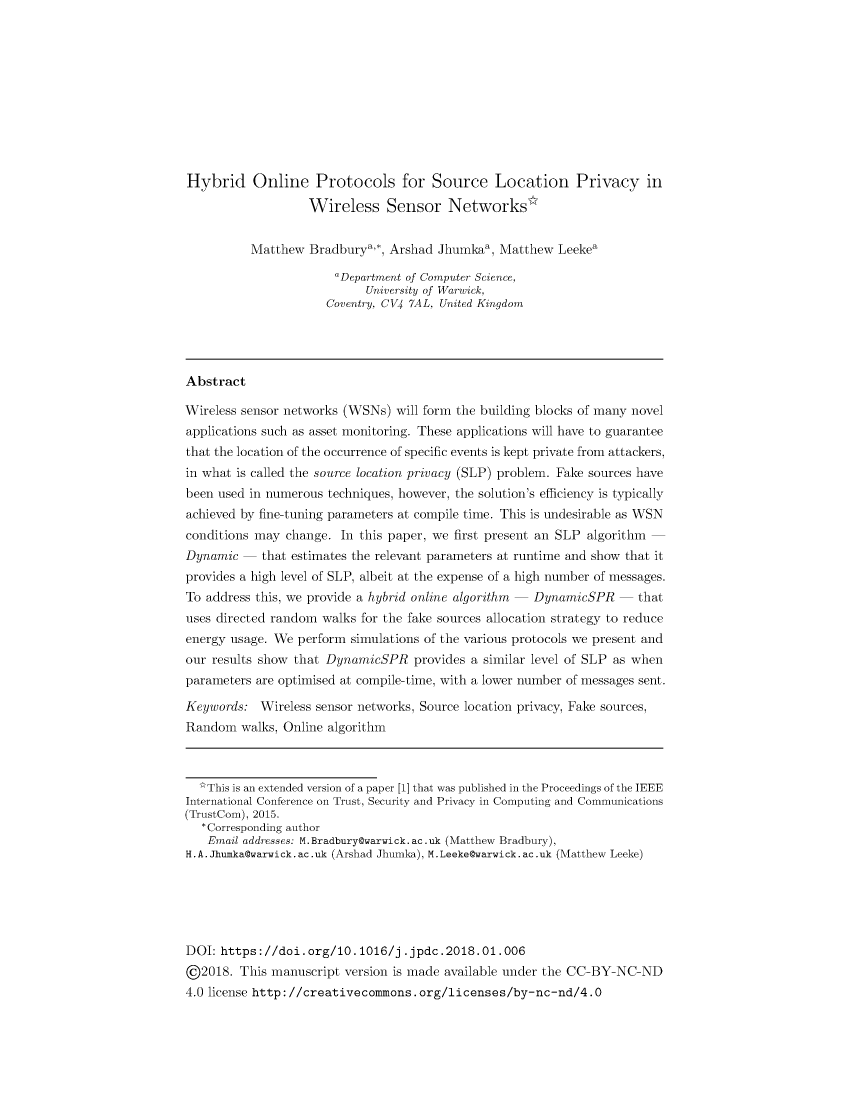 Hybrid Online Protocols for Source Location Privacy in
Wireless Sensor Networks☆
Matthew Bradburyᵃ,*, Arshad Jhumkaᵃ, Matthew Leekeᵃ
ᵃDepartment of Computer Science,
University of Warwick,
Coventry, CV4 7AL, United Kingdom
Abstract
Wireless sensor networks (WSNs) will form the building blocks of many novel
applications such as asset monitoring. These applications will have to guarantee
that the location of the occurrence of specific events is kept private from attackers,
in what is called the source location privacy (SLP) problem. Fake sources have
been used in numerous techniques, however, the solution's efficiency is typically
achieved by fine-tuning parameters at compile time. This is undesirable as WSN
conditions may change. In this paper, we first present an SLP algorithm —
Dynamic — that estimates the relevant parameters at runtime and show that it
provides a high level of SLP, albeit at the expense of a high number of messages.
To address this, we provide a hybrid online algorithm — DynamicSPR — that
uses directed random walks for the fake sources allocation strategy to reduce
energy usage. We perform simulations of the various protocols we present and
our results show that DynamicSPR provides a similar level of SLP as when
parameters are optimised at compile-time, with a lower number of messages sent.
Keywords: Wireless sensor networks, Source location privacy, Fake sources,
Random walks, Online algorithm
☆This is an extended version of a paper [1] that was published in the Proceedings of the IEEE
International Conference on Trust, Security and Privacy in Computing and Communications
(TrustCom), 2015.
*Corresponding author
Email addresses: M.Bradbury@warwick.ac.uk (Matthew Bradbury),
H.A.Jhumka@warwick.ac.uk (Arshad Jhumka), M.Leeke@warwick.ac.uk (Matthew Leeke)
DOI: https://doi.org/10.1016/j.jpdc.2018.01.006
©2018. This manuscript version is made available under the CC-BY-NC-ND
4.0 license http://creativecommons.org/licenses/by-nc-nd/4.0